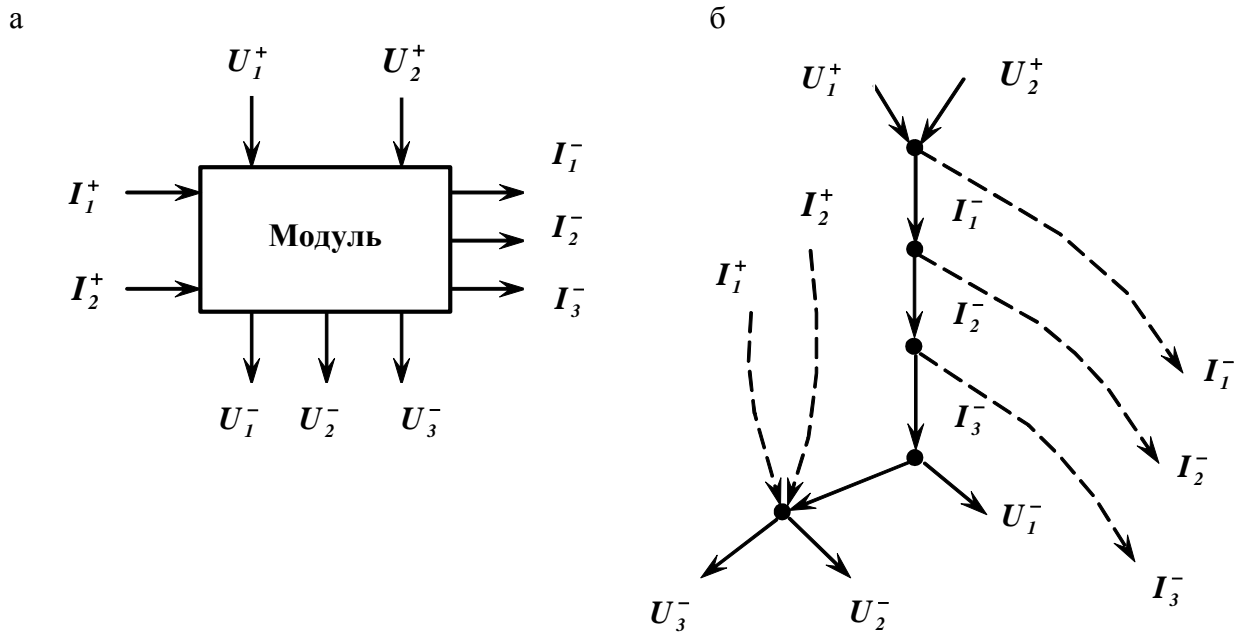 а
б
U₁⁺ U₂⁺
I₁⁺
I₂⁺
Модуль
I₁⁻
I₂⁻
I₃⁻
U₁⁻ U₂⁻ U₃⁻
U₁⁺ U₂⁺
I₂⁺
I₁⁻
I₁⁺
I₂⁻
I₁⁻
I₃⁻
I₂⁻
U₁⁻
I₃⁻
U₃⁻ U₂⁻